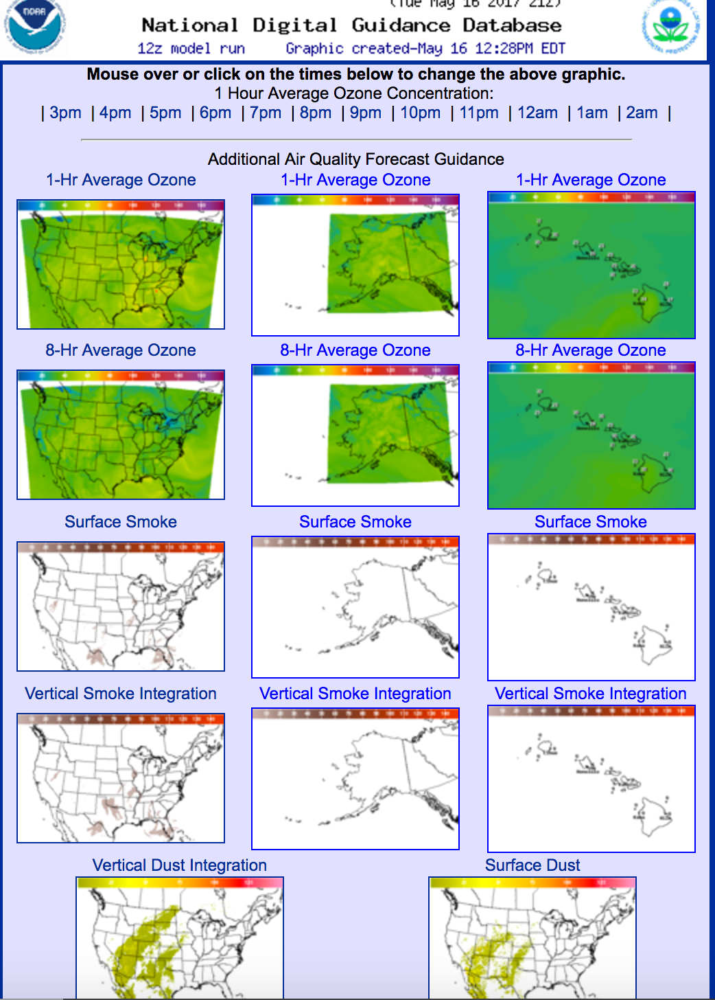 (Tue May 16 2017 21Z)
NOAA
National Digital Guidance Database
12z model run Graphic created-May 16 12:28PM EDT
Mouse over or click on the times below to change the above graphic.
1 Hour Average Ozone Concentration:
| 3pm | 4pm | 5pm | 6pm | 7pm | 8pm | 9pm | 10pm | 11pm | 12am | 1am | 2am |
Additional Air Quality Forecast Guidance
1-Hr Average Ozone 1-Hr Average Ozone 1-Hr Average Ozone
8-Hr Average Ozone 8-Hr Average Ozone 8-Hr Average Ozone
Surface Smoke Surface Smoke Surface Smoke
Vertical Smoke Integration Vertical Smoke Integration Vertical Smoke Integration
Vertical Dust Integration Surface Dust